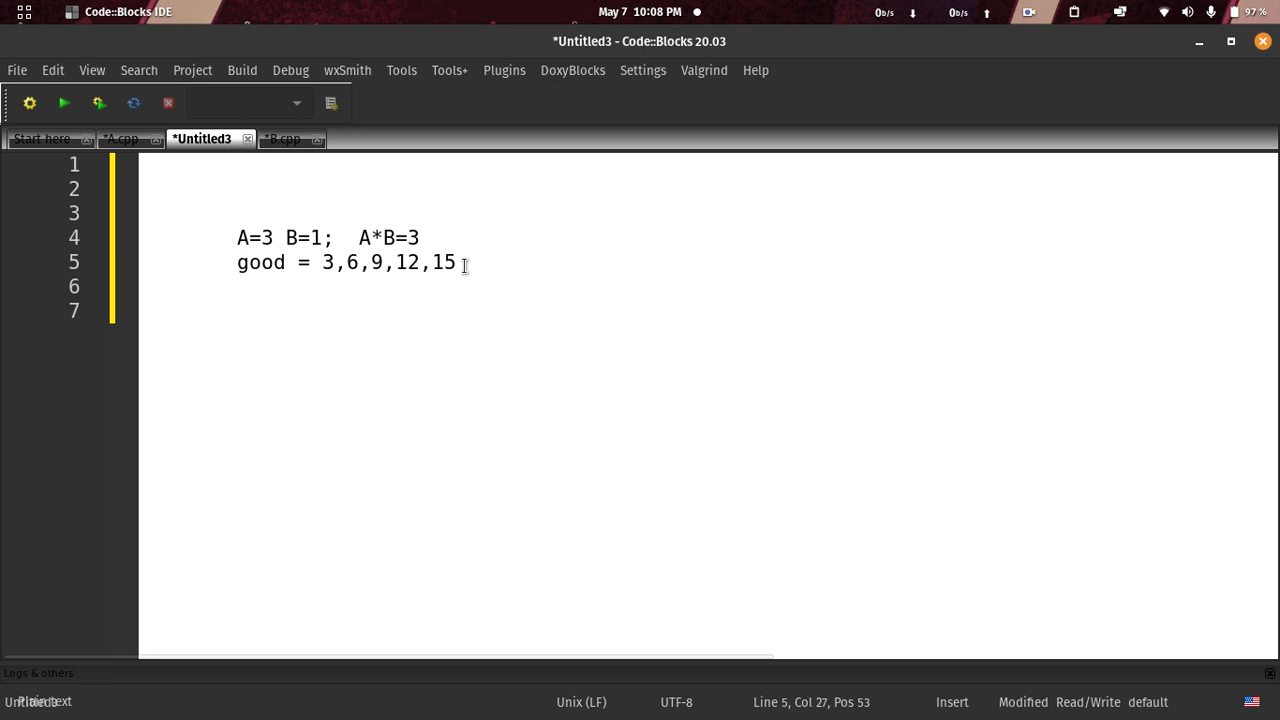 Code::Blocks IDE
May 7 10:08 PM
0b/s
0b/s
97 %
*Untitled3 - Code::Blocks 20.03
File Edit View Search Project Build Debug wxSmith Tools Tools+ Plugins DoxyBlocks Settings Valgrind Help
Start here *A.cpp *Untitled3 *B.cpp
1
2
3
4 A=3 B=1; A*B=3
5 good = 3,6,9,12,15
6
7
Logs & others
Untitled3 Plain text Unix (LF) UTF-8 Line 5, Col 27, Pos 53 Insert Modified Read/Write default